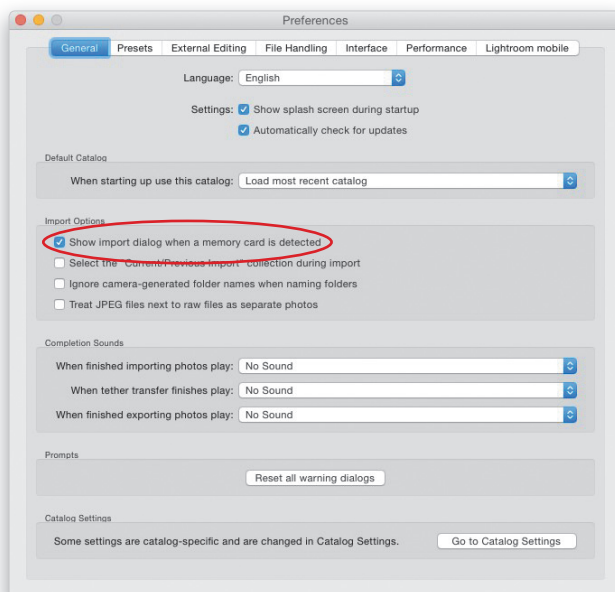 Preferences
General Presets External Editing File Handling Interface Performance Lightroom mobile
Language: English
Settings: Show splash screen during startup
Automatically check for updates
Default Catalog
When starting up use this catalog: Load most recent catalog
Import Options
Show import dialog when a memory card is detected
Select the "Current/Previous Import" collection during import
Ignore camera-generated folder names when naming folders
Treat JPEG files next to raw files as separate photos
Completion Sounds
When finished importing photos play: No Sound
When tether transfer finishes play: No Sound
When finished exporting photos play: No Sound
Prompts
Reset all warning dialogs
Catalog Settings
Some settings are catalog-specific and are changed in Catalog Settings. Go to Catalog Settings